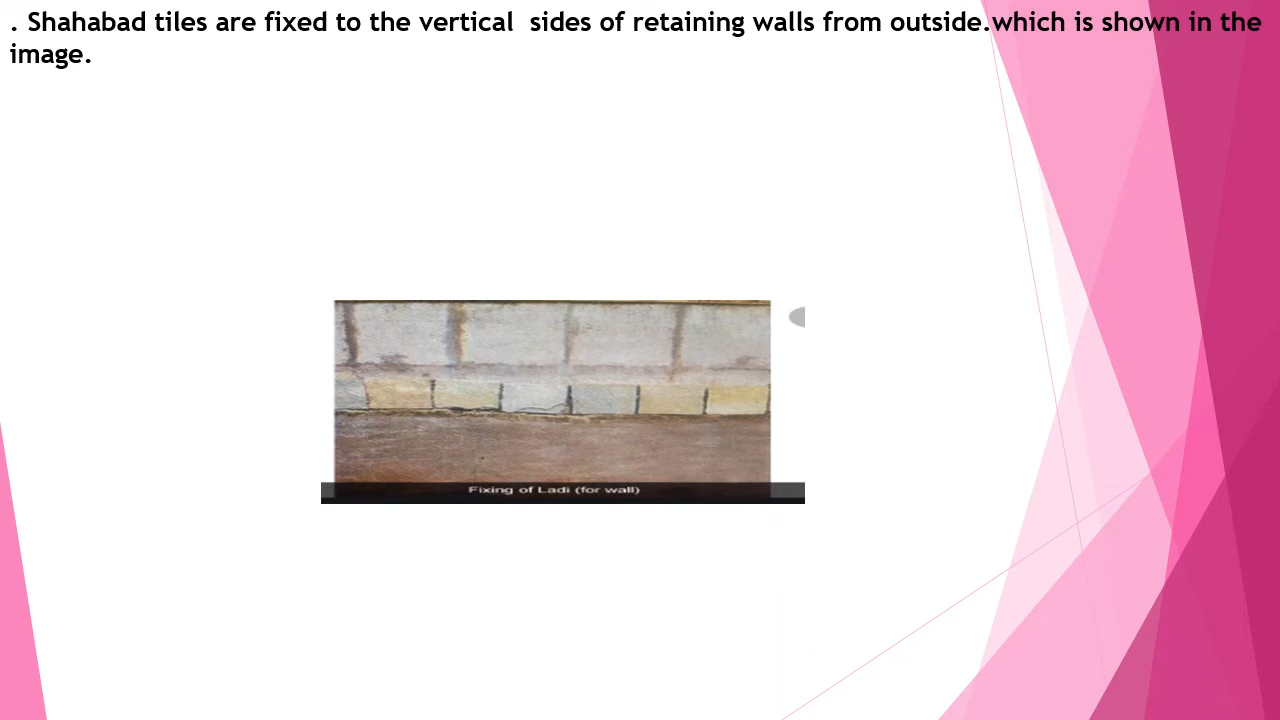 . Shahabad tiles are fixed to the vertical  sides of retaining walls from outside.which is shown in the
image.
Fixing of Ladi (for wall)